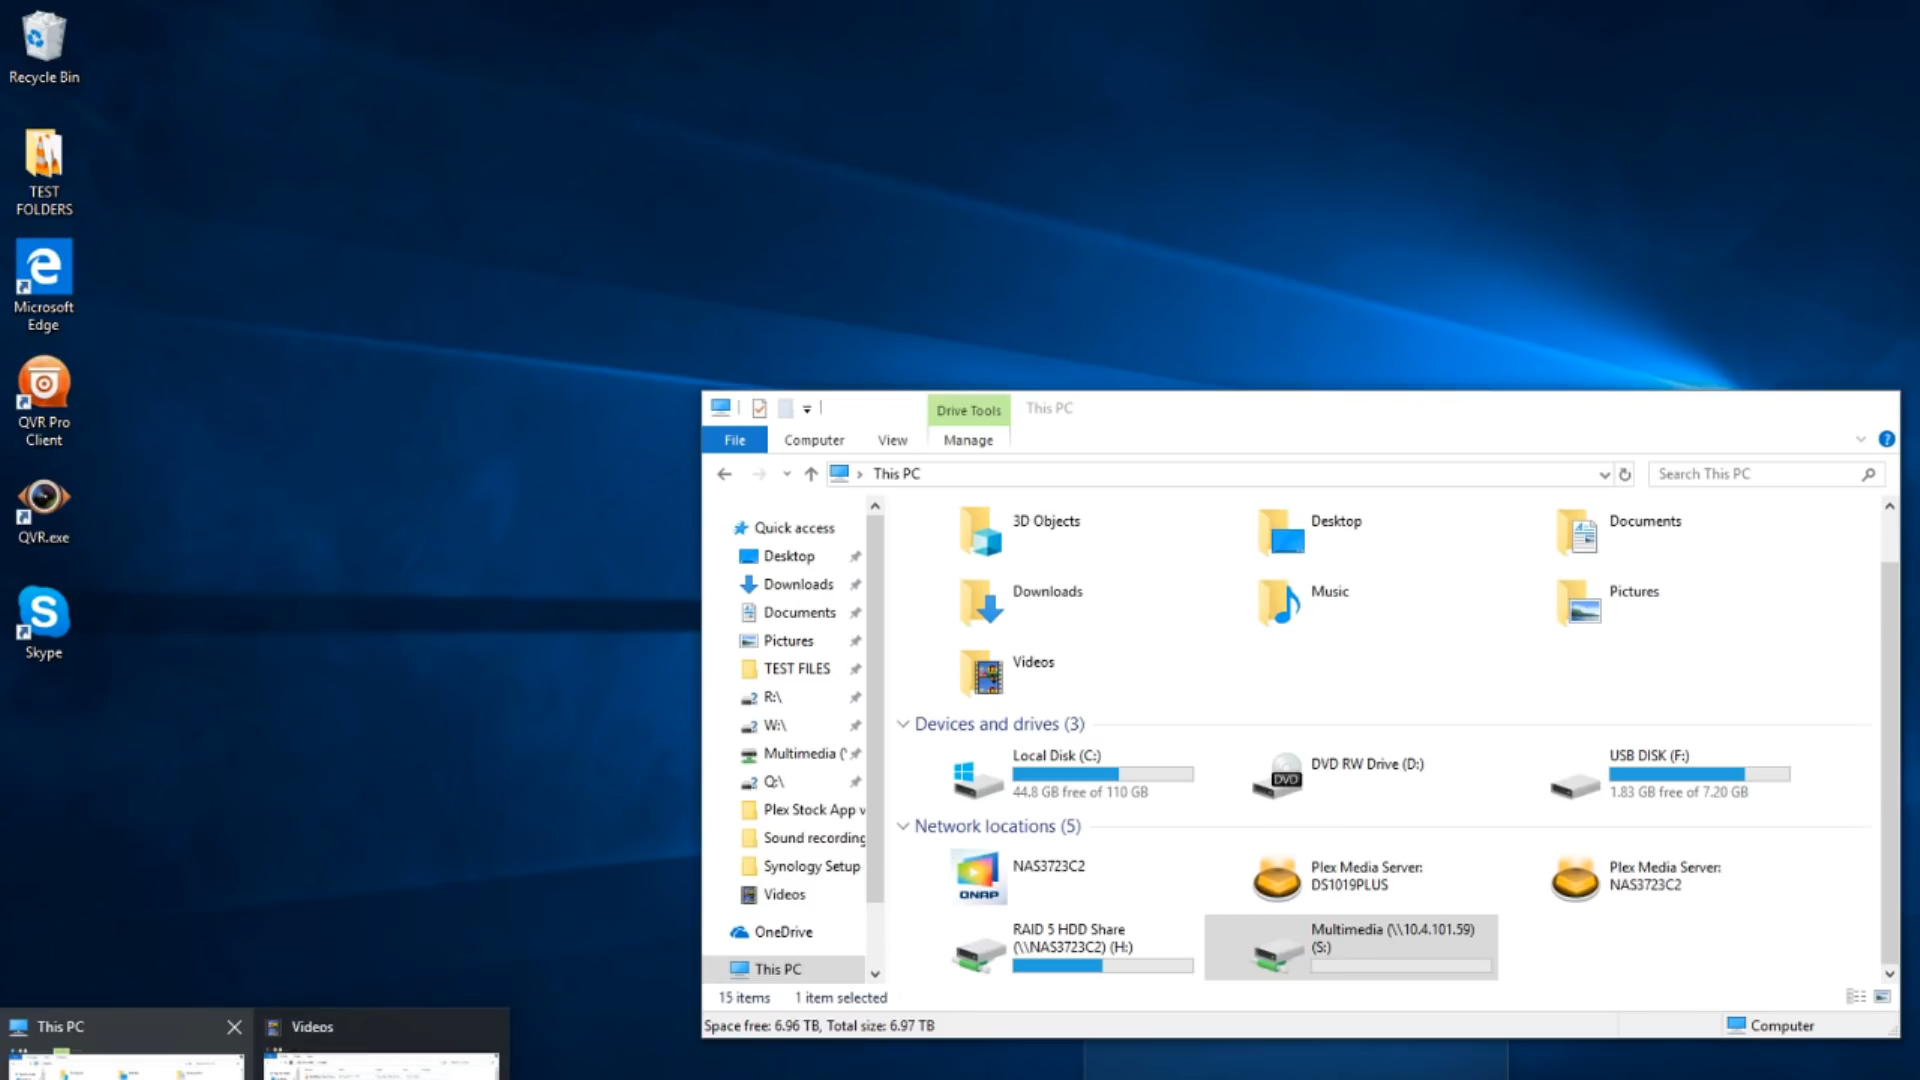 Recycle Bin
TEST
FOLDERS
Microsoft
Edge
QVR Pro
Client
QVR.exe
Skype
Drive Tools
This PC
File
Computer
View
Manage
This PC
Search This PC
Quick access
Desktop
Downloads
Documents
Pictures
TEST FILES
R:\
W:\
Multimedia (
Q:\
Plex Stock App v
Sound recording
Synology Setup
Videos
OneDrive
This PC
3D Objects
Desktop
Documents
Downloads
Music
Pictures
Videos
Devices and drives (3)
Local Disk (C:)
44.8 GB free of 110 GB
DVD
DVD RW Drive (D:)
USB DISK (F:)
1.83 GB free of 7.20 GB
Network locations (5)
QNAP
NAS3723C2
Plex Media Server:
DS1019PLUS
Plex Media Server:
NAS3723C2
RAID 5 HDD Share
(\\NAS3723C2) (H:)
Multimedia (\\10.4.101.59)
(S:)
15 items
1 item selected
Space free: 6.96 TB, Total size: 6.97 TB
Computer
This PC
Videos